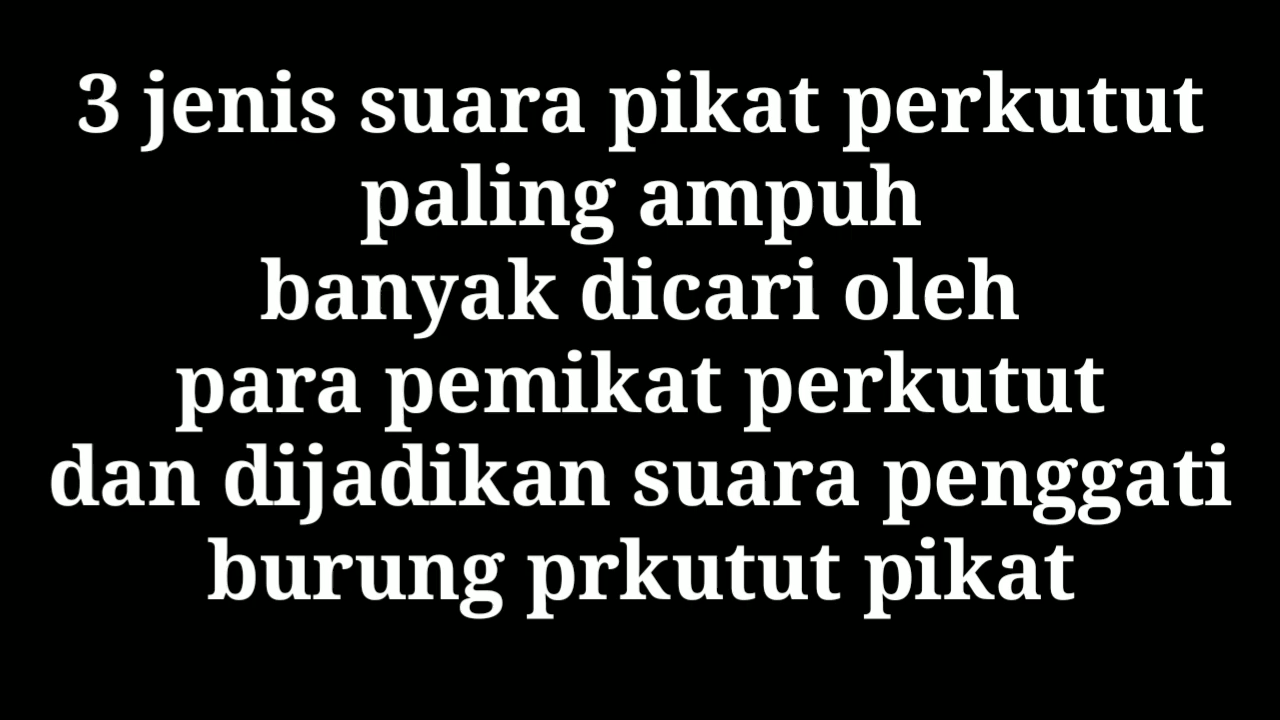 3 jenis suara pikat perkutut
paling ampuh
banyak dicari oleh
para pemikat perkutut
dan dijadikan suara penggati
burung prkutut pikat